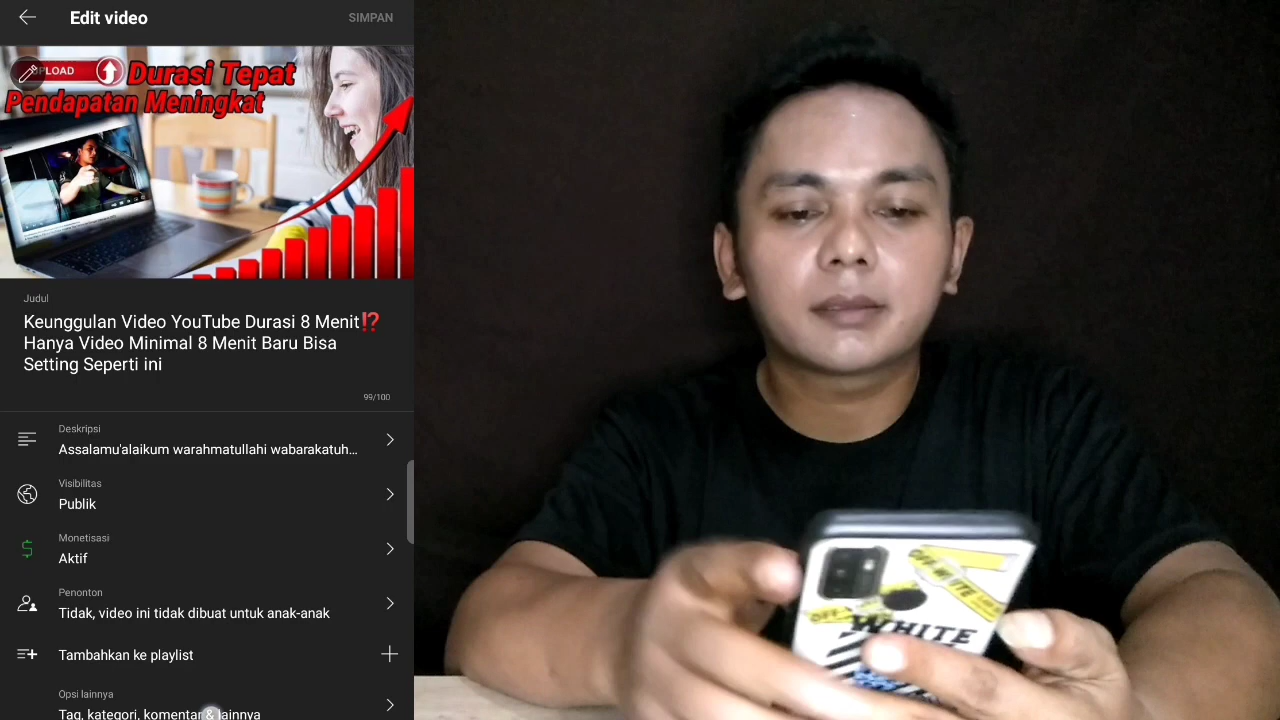 Edit video
SIMPAN
UPLOAD
Durasi Tepat
Pendapatan Meningkat
Judul
Keunggulan Video YouTube Durasi 8 Menit⁉️
Hanya Video Minimal 8 Menit Baru Bisa
Setting Seperti ini
99/100
Deskripsi
Assalamu'alaikum warahmatullahi wabarakatuh...
Visibilitas
Publik
Monetisasi
Aktif
Penonton
Tidak, video ini tidak dibuat untuk anak-anak
Tambahkan ke playlist
Opsi lainnya
Tag, kategori, komentar & lainnya
WHITE